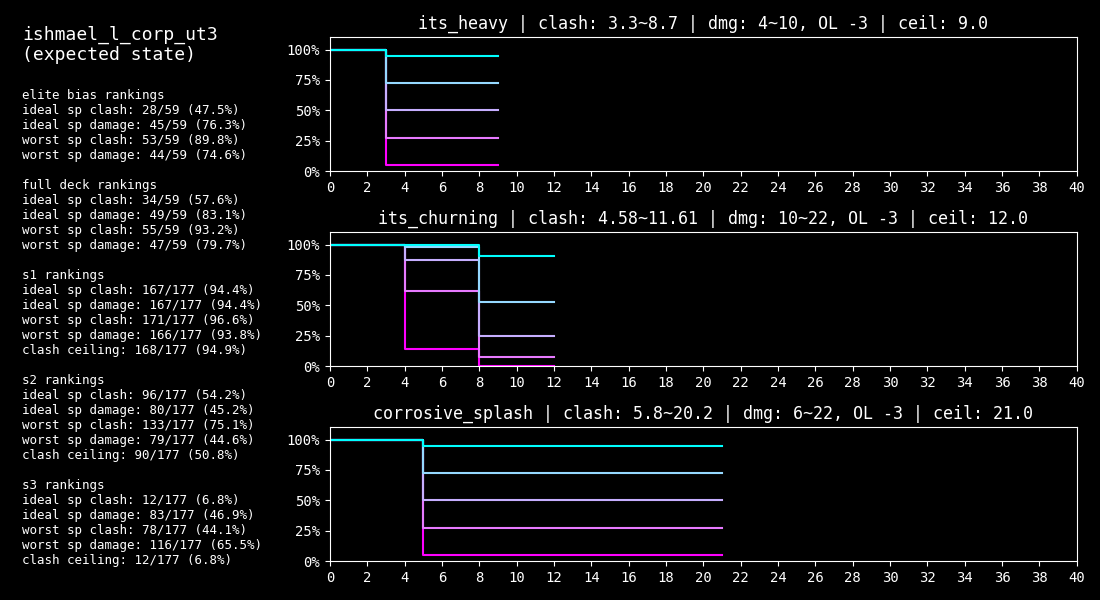 ishmael_l_corp_ut3
(expected state)
elite bias rankings
ideal sp clash: 28/59 (47.5%)
ideal sp damage: 45/59 (76.3%)
worst sp clash: 53/59 (89.8%)
worst sp damage: 44/59 (74.6%)
full deck rankings
ideal sp clash: 34/59 (57.6%)
ideal sp damage: 49/59 (83.1%)
worst sp clash: 55/59 (93.2%)
worst sp damage: 47/59 (79.7%)
s1 rankings
ideal sp clash: 167/177 (94.4%)
ideal sp damage: 167/177 (94.4%)
worst sp clash: 171/177 (96.6%)
worst sp damage: 166/177 (93.8%)
clash ceiling: 168/177 (94.9%)
s2 rankings
ideal sp clash: 96/177 (54.2%)
ideal sp damage: 80/177 (45.2%)
worst sp clash: 133/177 (75.1%)
worst sp damage: 79/177 (44.6%)
clash ceiling: 90/177 (50.8%)
s3 rankings
ideal sp clash: 12/177 (6.8%)
ideal sp damage: 83/177 (46.9%)
worst sp clash: 78/177 (44.1%)
worst sp damage: 116/177 (65.5%)
clash ceiling: 12/177 (6.8%)
its_heavy | clash: 3.3~8.7 | dmg: 4~10, OL -3 | ceil: 9.0
100%
75%
50%
25%
0%
0 2 4 6 8 10 12 14 16 18 20 22 24 26 28 30 32 34 36 38 40
its_churning | clash: 4.58~11.61 | dmg: 10~22, OL -3 | ceil: 12.0
100%
75%
50%
25%
0%
0 2 4 6 8 10 12 14 16 18 20 22 24 26 28 30 32 34 36 38 40
corrosive_splash | clash: 5.8~20.2 | dmg: 6~22, OL -3 | ceil: 21.0
100%
75%
50%
25%
0%
0 2 4 6 8 10 12 14 16 18 20 22 24 26 28 30 32 34 36 38 40